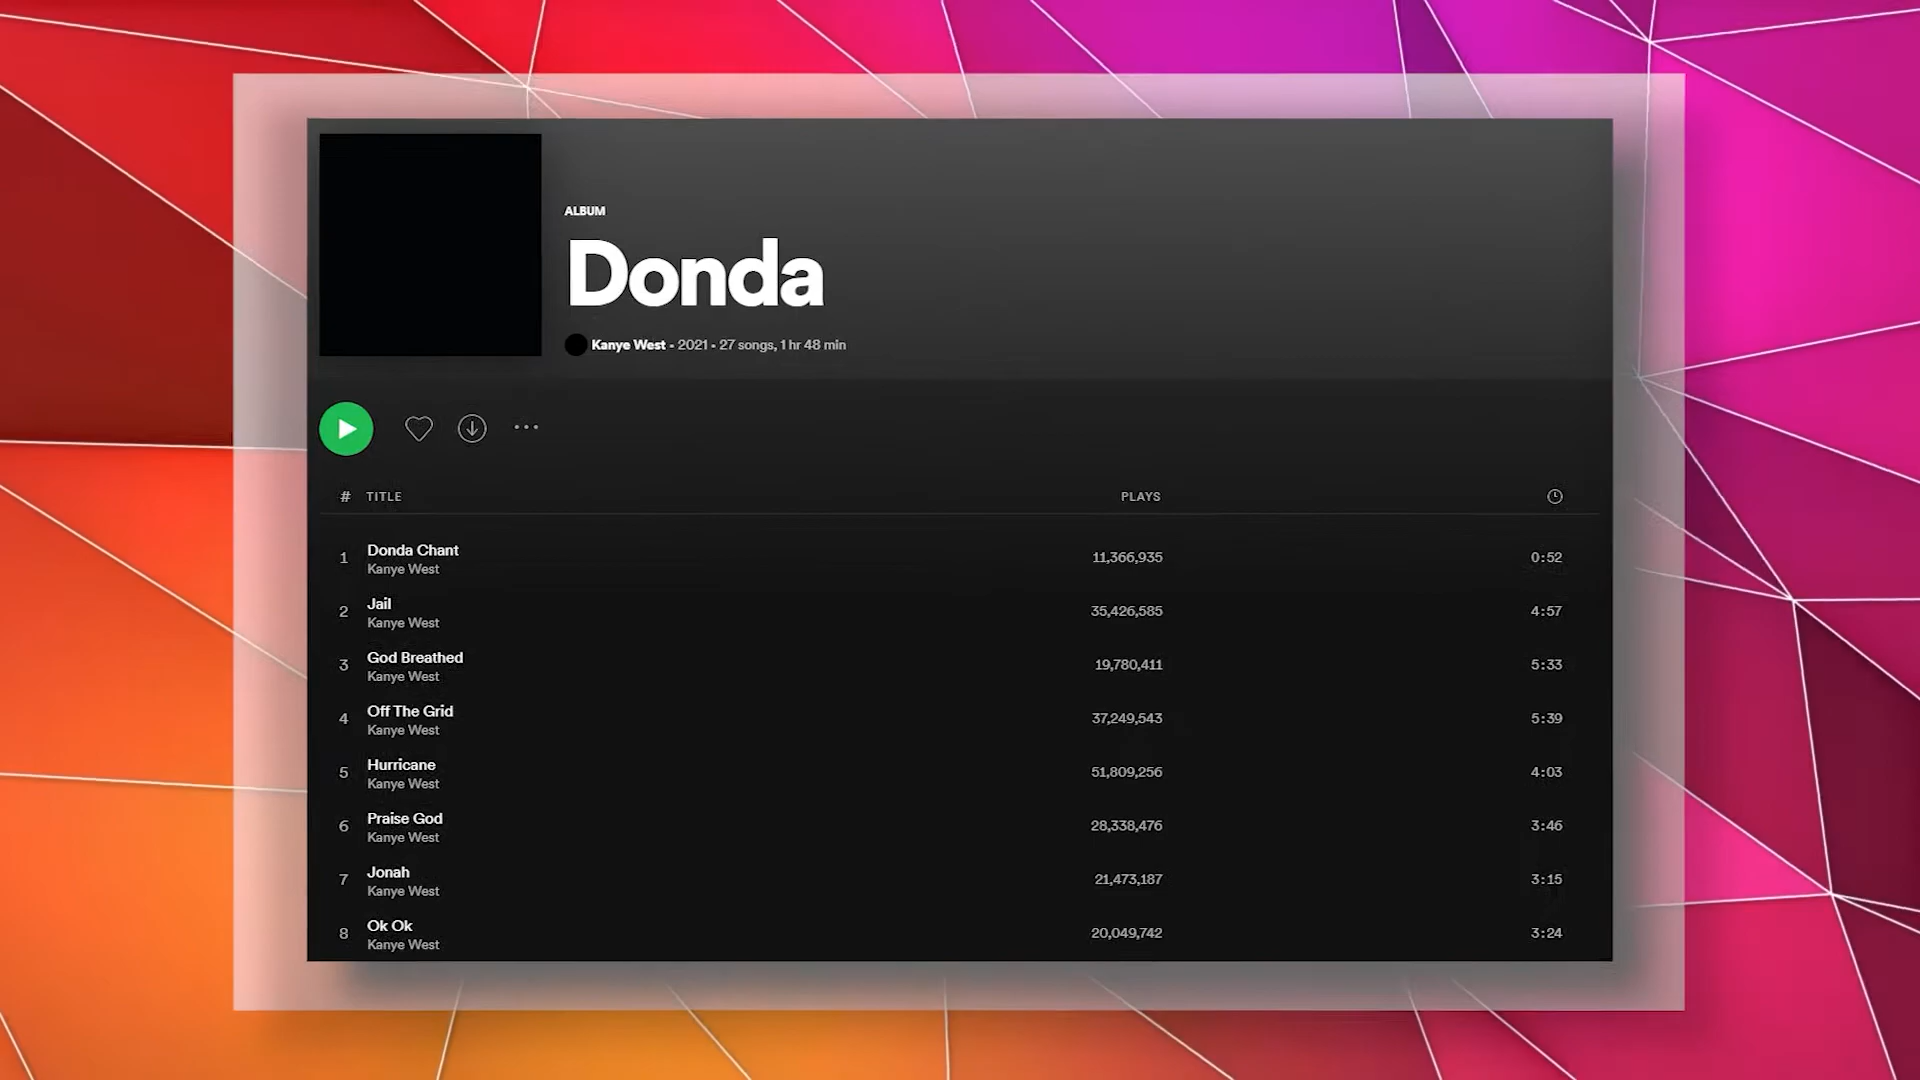 ALBUM
Donda
Kanye West • 2021 • 27 songs, 1 hr 48 min
# TITLE PLAYS
1 Donda Chant 11,366,935 0:52
Kanye West
2 Jail 35,426,585 4:57
Kanye West
3 God Breathed 19,780,411 5:33
Kanye West
4 Off The Grid 37,249,543 5:39
Kanye West
5 Hurricane 51,809,256 4:03
Kanye West
6 Praise God 28,338,476 3:46
Kanye West
7 Jonah 21,473,187 3:15
Kanye West
8 Ok Ok 20,049,742 3:24
Kanye West